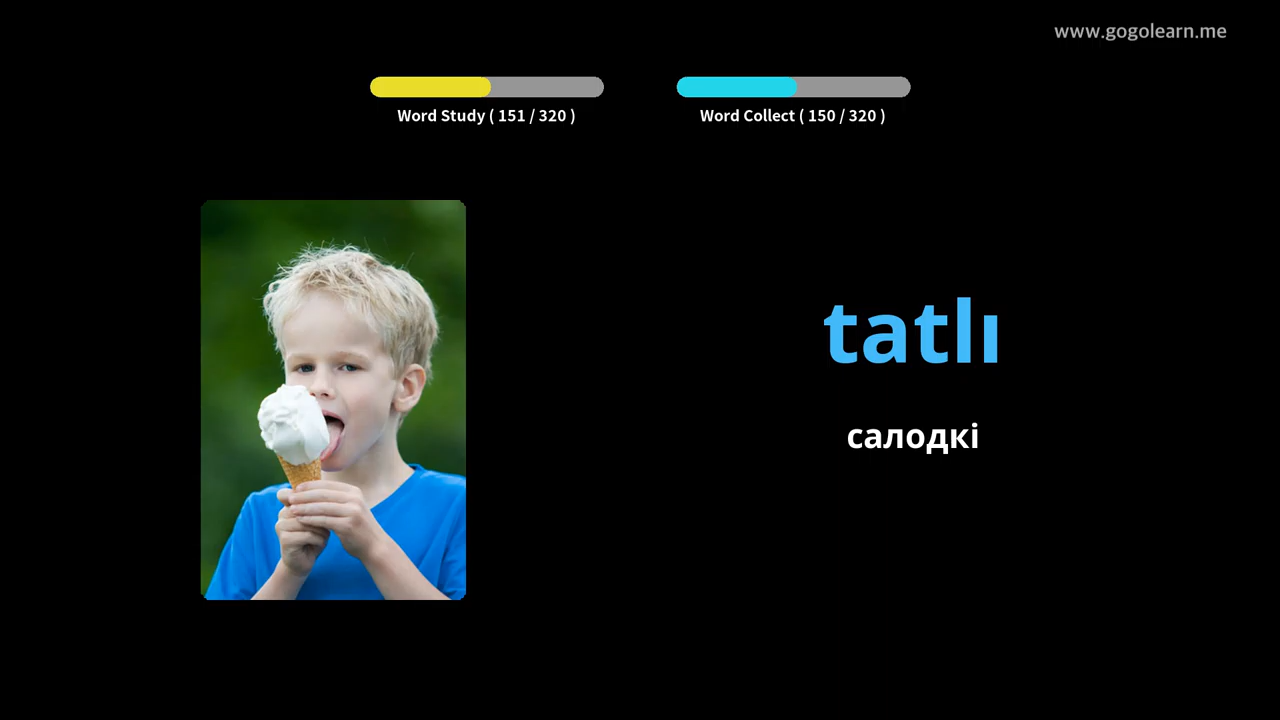 www.gogolearn.me
Word Study ( 151 / 320 )
Word Collect ( 150 / 320 )
tatlı
салодкі